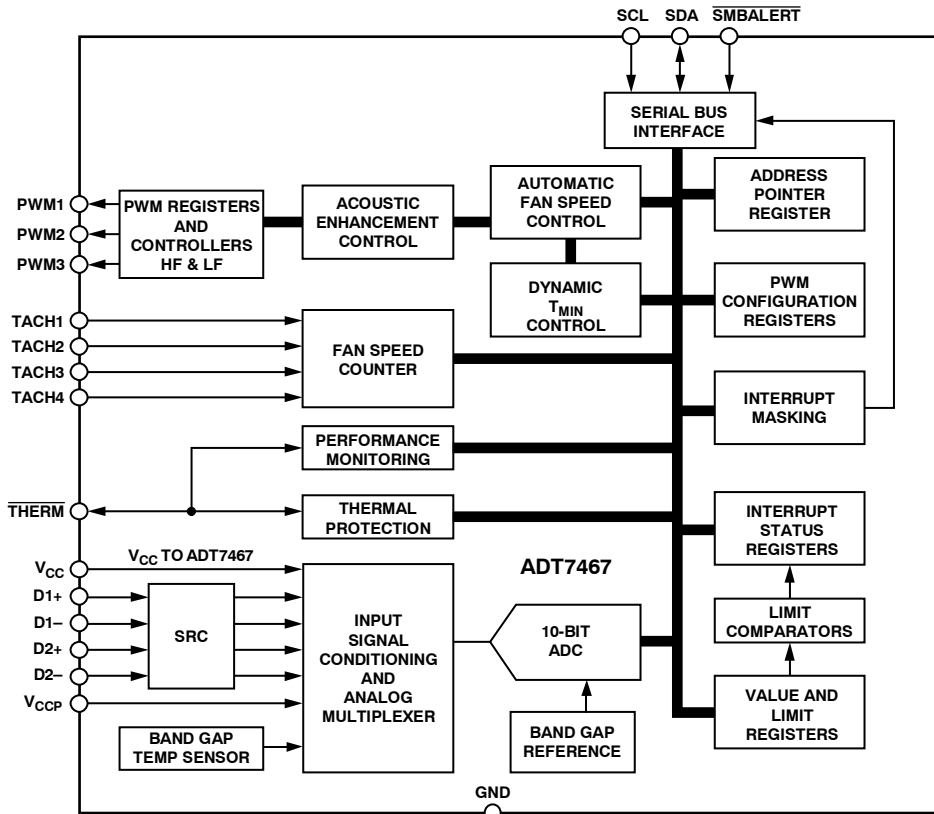 SCL SDA SMBALERT
SERIAL BUS
INTERFACE
ADDRESS
POINTER
REGISTER
AUTOMATIC
FAN SPEED
CONTROL
ACOUSTIC
ENHANCEMENT
CONTROL
PWM REGISTERS
AND
CONTROLLERS
HF & LF
PWM1
PWM2
PWM3
DYNAMIC
TMIN
CONTROL
PWM
CONFIGURATION
REGISTERS
TACH1
TACH2
TACH3
TACH4
FAN SPEED
COUNTER
INTERRUPT
MASKING
PERFORMANCE
MONITORING
THERM
THERMAL
PROTECTION
INTERRUPT
STATUS
REGISTERS
VCC
VCC TO ADT7467
ADT7467
D1+
D1–
D2+
D2–
VCCP
SRC
INPUT
SIGNAL
CONDITIONING
AND
ANALOG
MULTIPLEXER
10-BIT
ADC
LIMIT
COMPARATORS
VALUE AND
LIMIT
REGISTERS
BAND GAP
TEMP SENSOR
BAND GAP
REFERENCE
GND